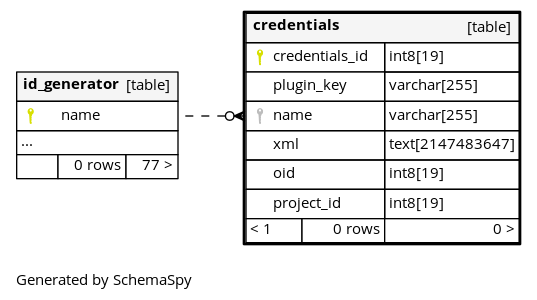 credentials [table]
credentials_id int8[19]
plugin_key varchar[255]
name varchar[255]
xml text[2147483647]
oid int8[19]
project_id int8[19]
< 1 0 rows 0 >
id_generator [table]
name
...
0 rows 77 >
Generated by SchemaSpy